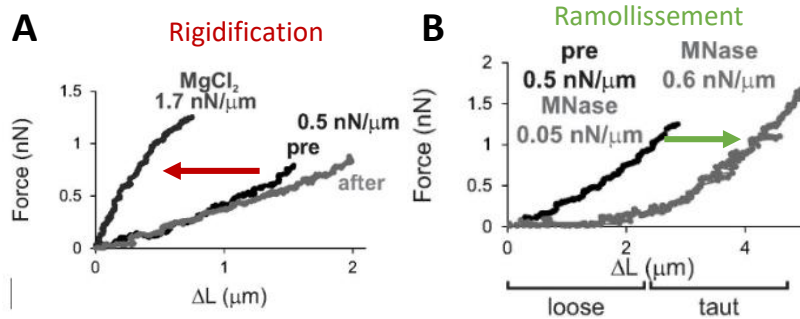 A
Rigidification
Force (nN)
1.5
1
0.5
0
MgCl₂
1.7 nN/μm
0.5 nN/μm
pre
after
0
1
2
ΔL (μm)
B
Ramollissement
Force (nN)
2
1.5
1
0.5
0
pre
0.5 nN/μm
MNase
0.05 nN/μm
MNase
0.6 nN/μm
0
2
4
ΔL (μm)
loose
taut